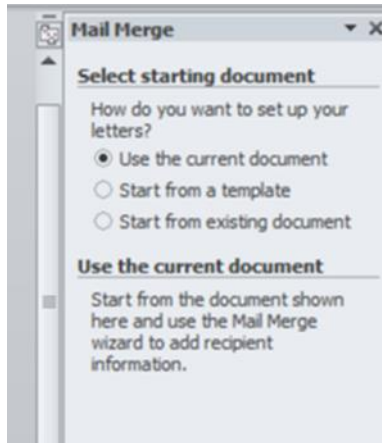 Mail Merge
Select starting document
How do you want to set up your
letters?
Use the current document
Start from a template
Start from existing document
Use the current document
Start from the document shown
here and use the Mail Merge
wizard to add recipient
information.